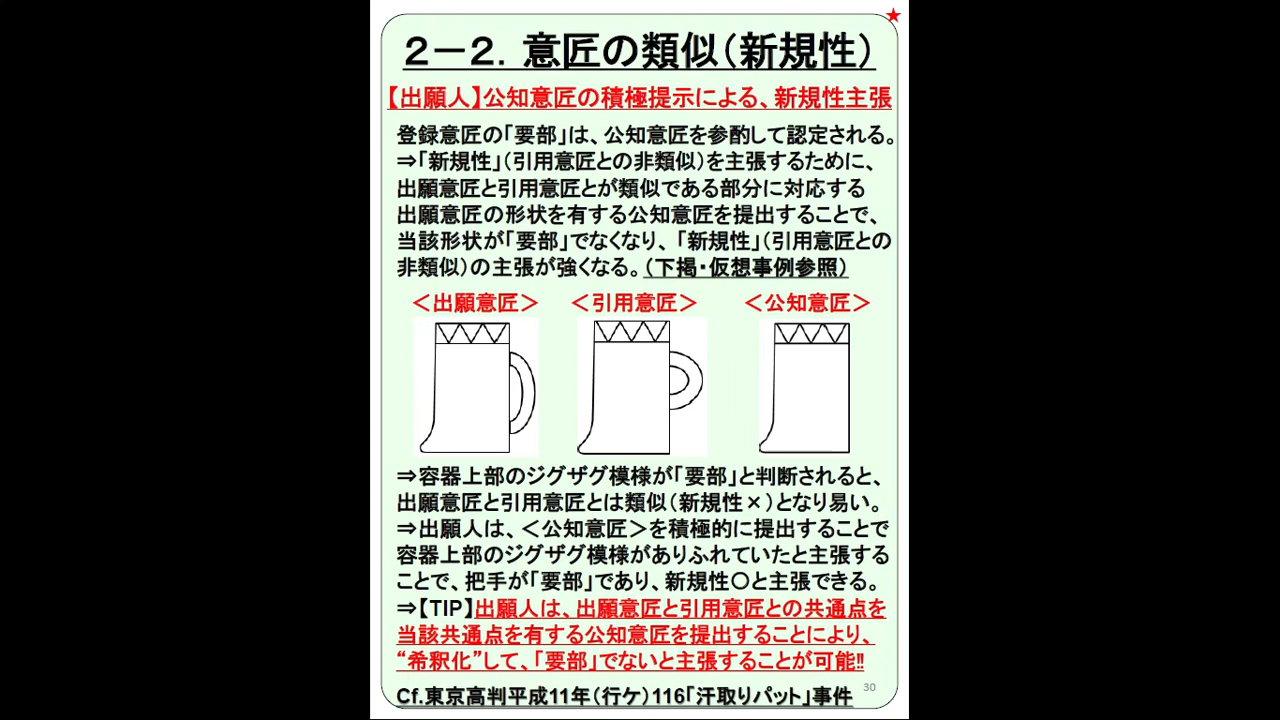 ２－２．意匠の類似（新規性）
【出願人】公知意匠の積極提示による、新規性主張
登録意匠の「要部」は、公知意匠を参酌して認定される。
⇒「新規性」（引用意匠との非類似）を主張するために、
出願意匠と引用意匠とが類似である部分に対応する
出願意匠の形状を有する公知意匠を提出することで、
当該形状が「要部」でなくなり、「新規性」（引用意匠との
非類似）の主張が強くなる。（下掲・仮想事例参照）
＜出願意匠＞ ＜引用意匠＞ ＜公知意匠＞
⇒容器上部のジグザグ模様が「要部」と判断されると、
出願意匠と引用意匠とは類似（新規性×）となり易い。
⇒出願人は、＜公知意匠＞を積極的に提出することで
容器上部のジグザグ模様がありふれていたと主張する
ことで、把手が「要部」であり、新規性〇と主張できる。
⇒【TIP】出願人は、出願意匠と引用意匠との共通点を
当該共通点を有する公知意匠を提出することにより、
“希釈化”して、「要部」でないと主張することが可能‼
Cf.東京高判平成11年（行ケ）116「汗取りパット」事件
30